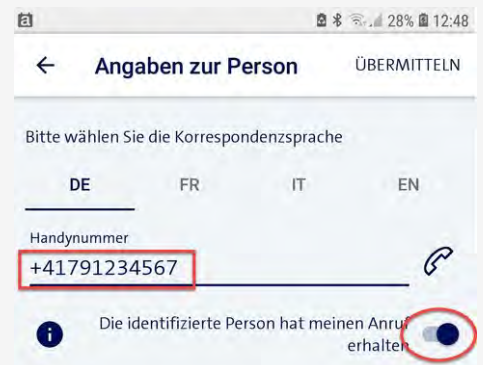 28% 12:48
Angaben zur Person ÜBERMITTELN
Bitte wählen Sie die Korrespondenzsprache
DE FR IT EN
Handynummer
+41791234567
Die identifizierte Person hat meinen Anruf
erhalten